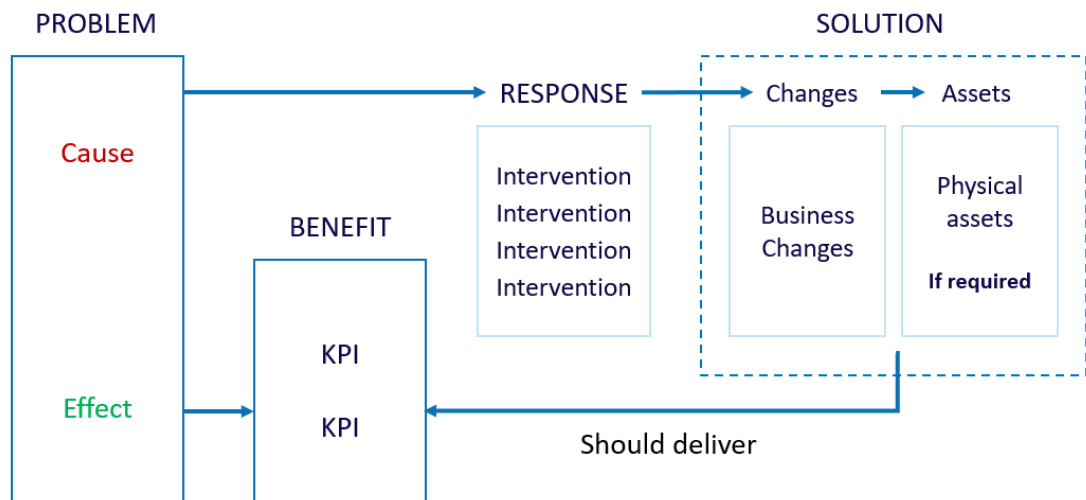 PROBLEM
SOLUTION
RESPONSE
Changes
Assets
Cause
Intervention
Intervention
Intervention
Intervention
Business
Changes
Physical
assets
If required
BENEFIT
KPI
KPI
Effect
Should deliver